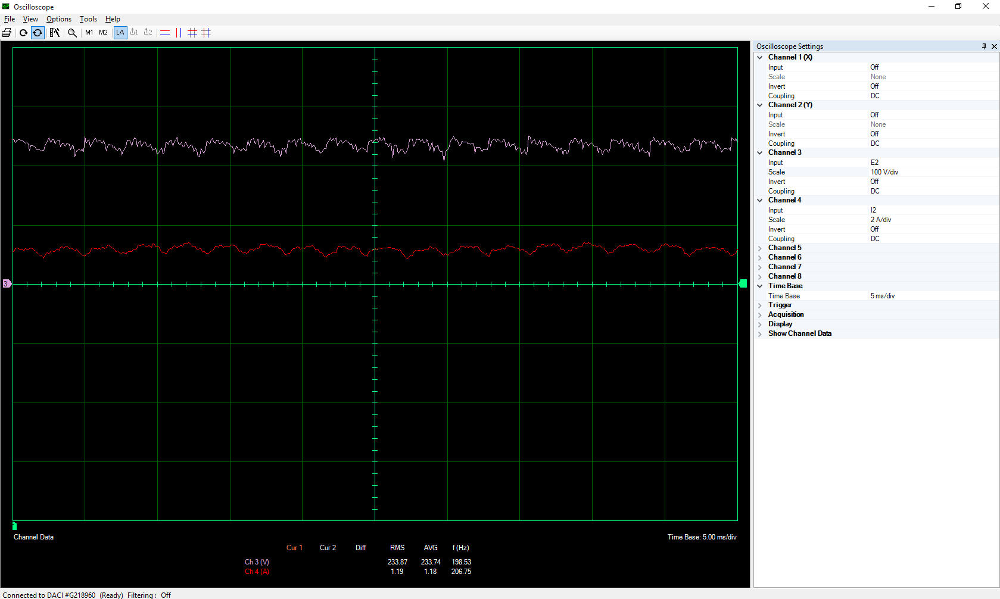 Oscilloscope
File View Options Tools Help
M1 M2 LA 1 2
Oscilloscope Settings
Channel 1 (X)
Input Off
Scale None
Invert Off
Coupling DC
Channel 2 (Y)
Input Off
Scale None
Invert Off
Coupling DC
Channel 3
Input E2
Scale 100 V/div
Invert Off
Coupling DC
Channel 4
Input I2
Scale 2 A/div
Invert Off
Coupling DC
Channel 5
Channel 6
Channel 7
Channel 8
Time Base
Time Base 5 ms/div
Trigger
Acquisition
Display
Show Channel Data
3
Channel Data Time Base: 5.00 ms/div
Cur 1 Cur 2 Diff RMS AVG f (Hz)
Ch 3 (V) 233.87 233.74 198.53
Ch 4 (A) 1.19 1.18 206.75
Connected to DACI #G218960 (Ready) Filtering : Off